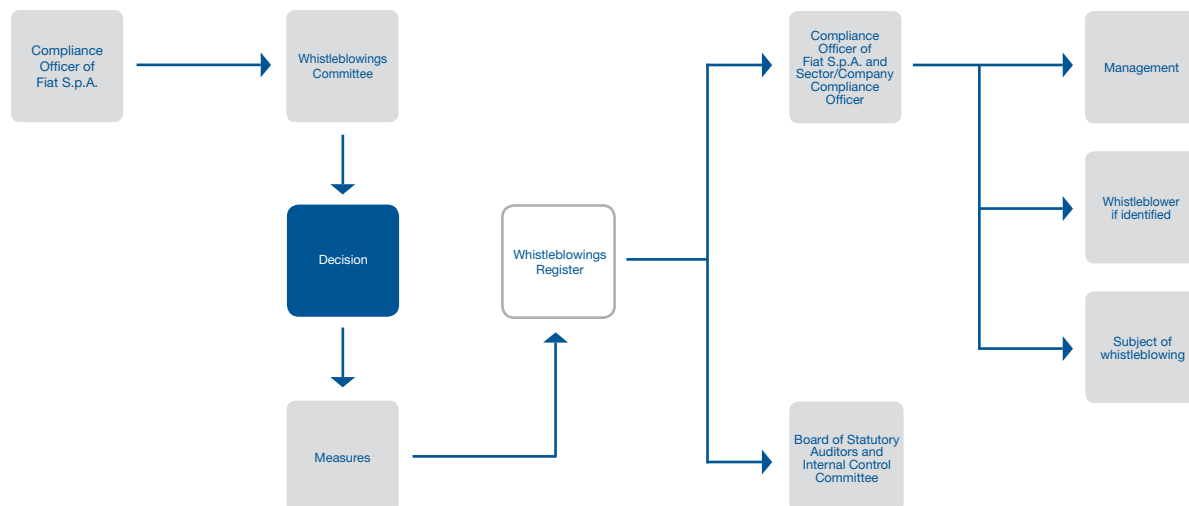 Compliance
Officer of
Fiat S.p.A.
Whistleblowings
Committee
Decision
Measures
Whistleblowings
Register
Compliance
Officer of
Fiat S.p.A. and
Sector/Company
Compliance
Officer
Board of Statutory
Auditors and
Internal Control
Committee
Management
Whistleblower
if identified
Subject of
whistleblowing